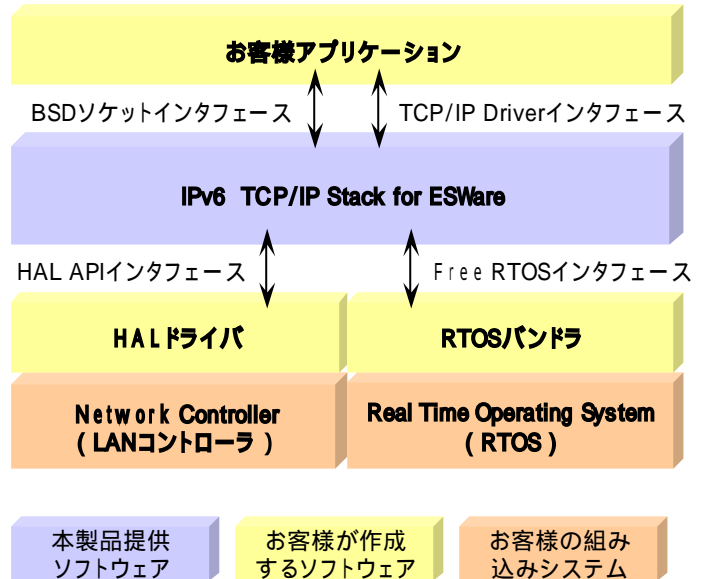 お客様アプリケーション
BSDソケットインタフェース
TCP/IP Driverインタフェース
IPv6 TCP/IP Stack for ESWare
HAL APIインタフェース
Free RTOSインタフェース
HALドライバ
RTOSバンドラ
Network Controller
(LANコントローラ)
Real Time Operating System
(RTOS)
本製品提供
ソフトウェア
お客様が作成
するソフトウェア
お客様の組み
込みシステム